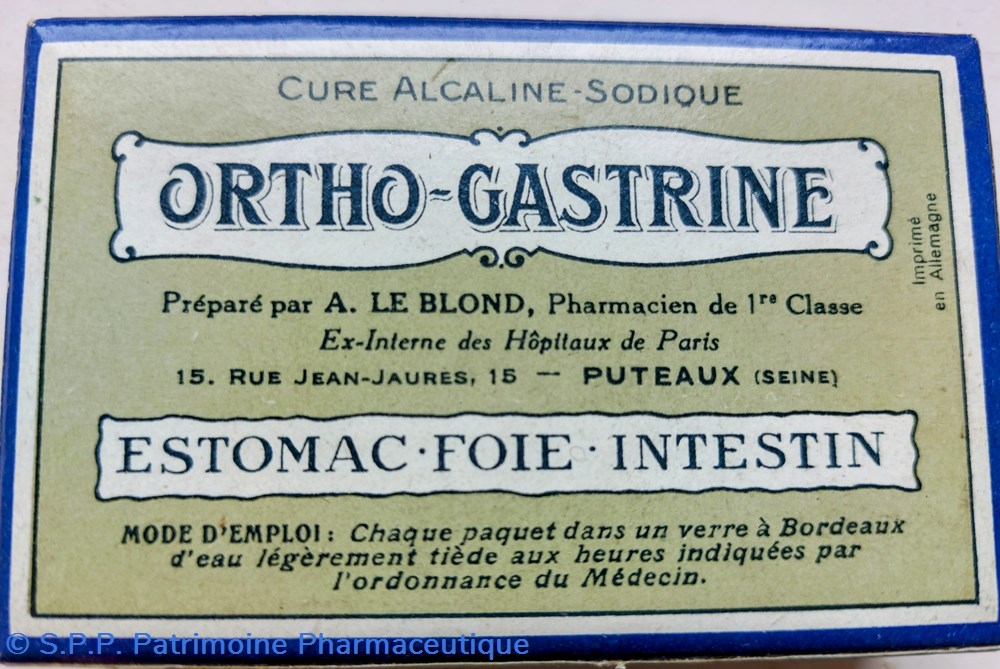 CURE ALCALINE-SODIQUE
ORTHO-GASTRINE
Imprimé
en Allemagne
Préparé par A. LE BLOND, Pharmacien de 1re Classe
Ex-Interne des Hôpitaux de Paris
15. RUE JEAN-JAURES, 15 — PUTEAUX (SEINE)
ESTOMAC·FOIE·INTESTIN
MODE D'EMPLOI: Chaque paquet dans un verre à Bordeaux
d'eau légèrement tiède aux heures indiquées par
l'ordonnance du Médecin.
© S.P.P. Patrimoine Pharmaceutique